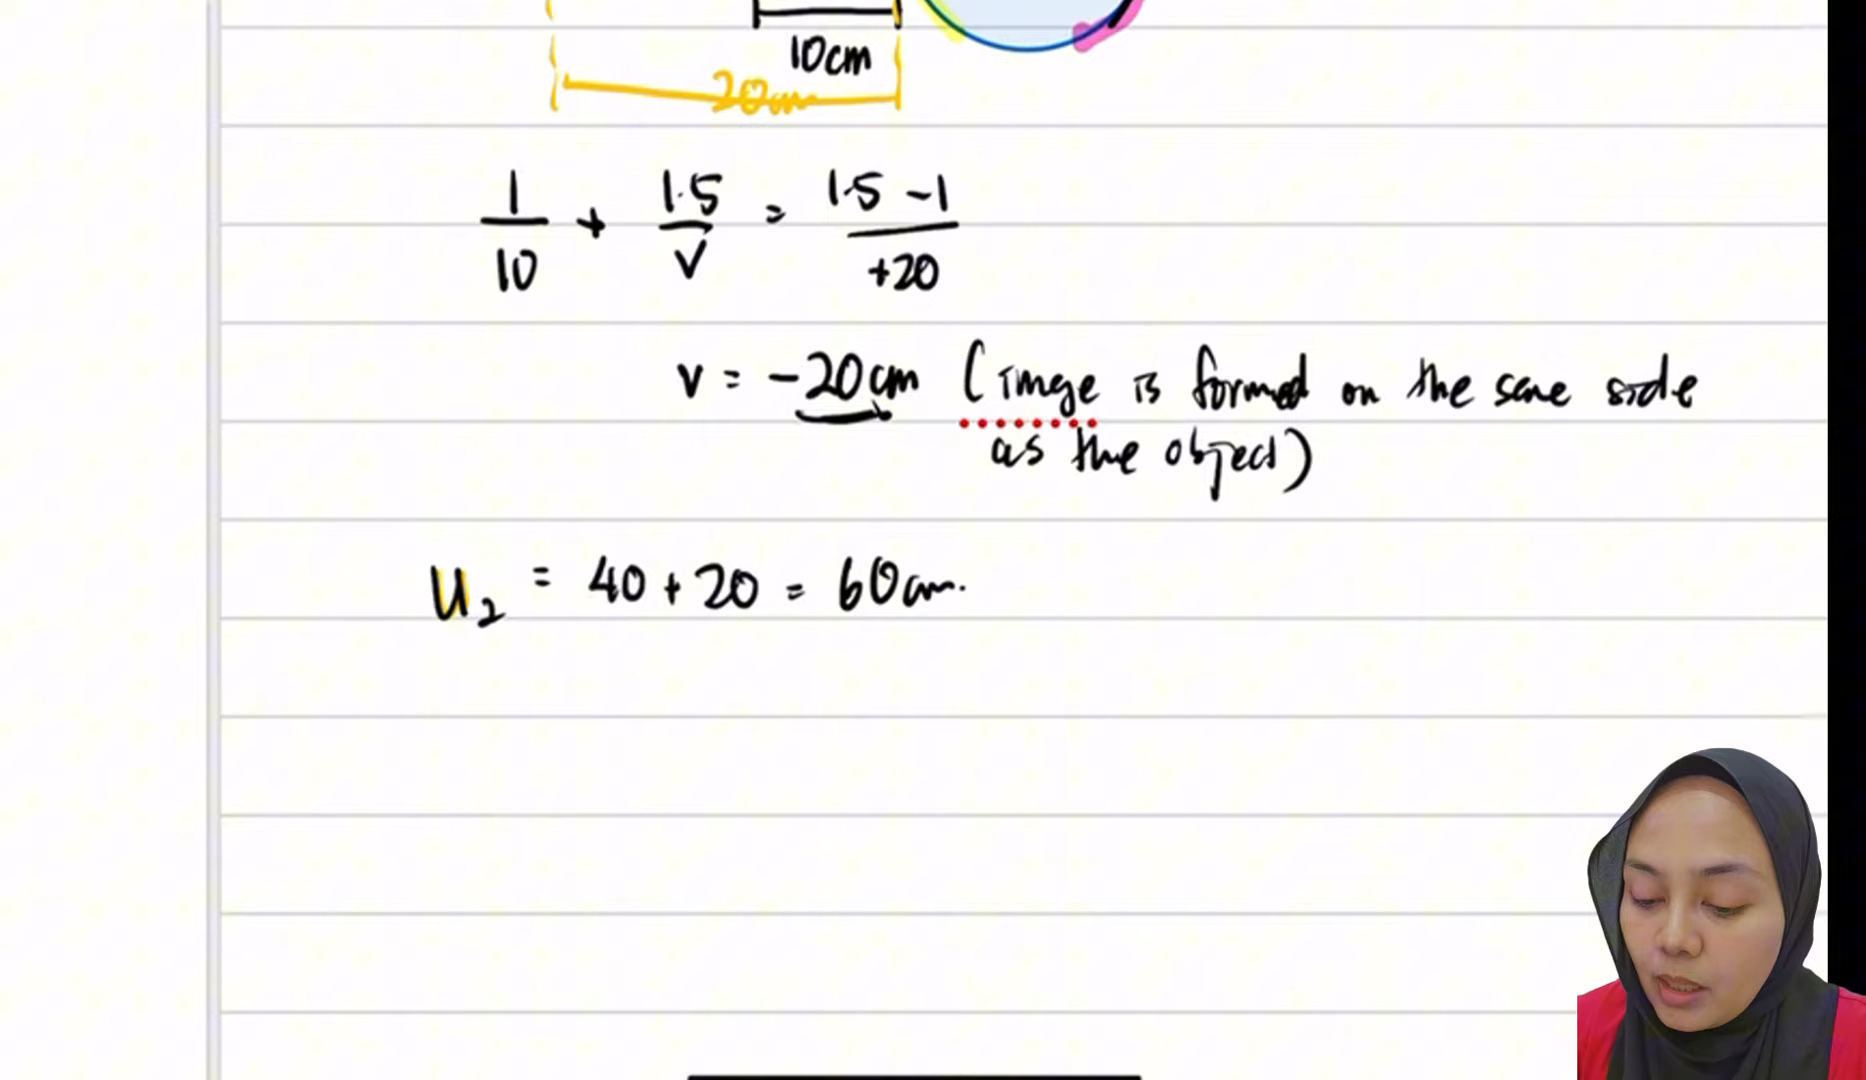 10cm
20cm
1/10 + 1.5/v = 1.5 - 1/+20
v = -20cm (image is formed on the same side
as the object)
u₂ = 40 + 20 = 60cm.